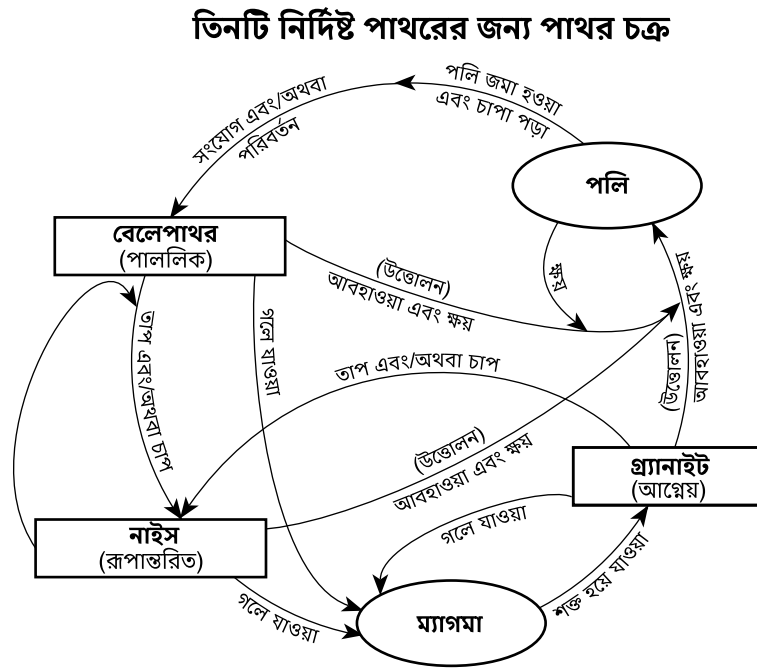 তিনটি নির্দিষ্ট পাথরের জন্য পাথর চক্র
পলি জমা হওয়া
এবং চাপা পড়া
সংযোগ এবং/অথবা
পরিবর্তন
পলি
বেলেপাথর
(পাললিক)
(উত্তোলন)
আবহাওয়া এবং ক্ষয়
ক্ষয়
(উত্তোলন)
আবহাওয়া এবং ক্ষয়
তাপ এবং/অথবা চাপ
গলে যাওয়া
তাপ এবং/অথবা চাপ
(উত্তোলন)
আবহাওয়া এবং ক্ষয়
গ্র্যানাইট
(আগ্নেয়)
নাইস
(রূপান্তরিত)
গলে যাওয়া
শক্ত হয়ে যাওয়া
গলে যাওয়া
ম্যাগমা